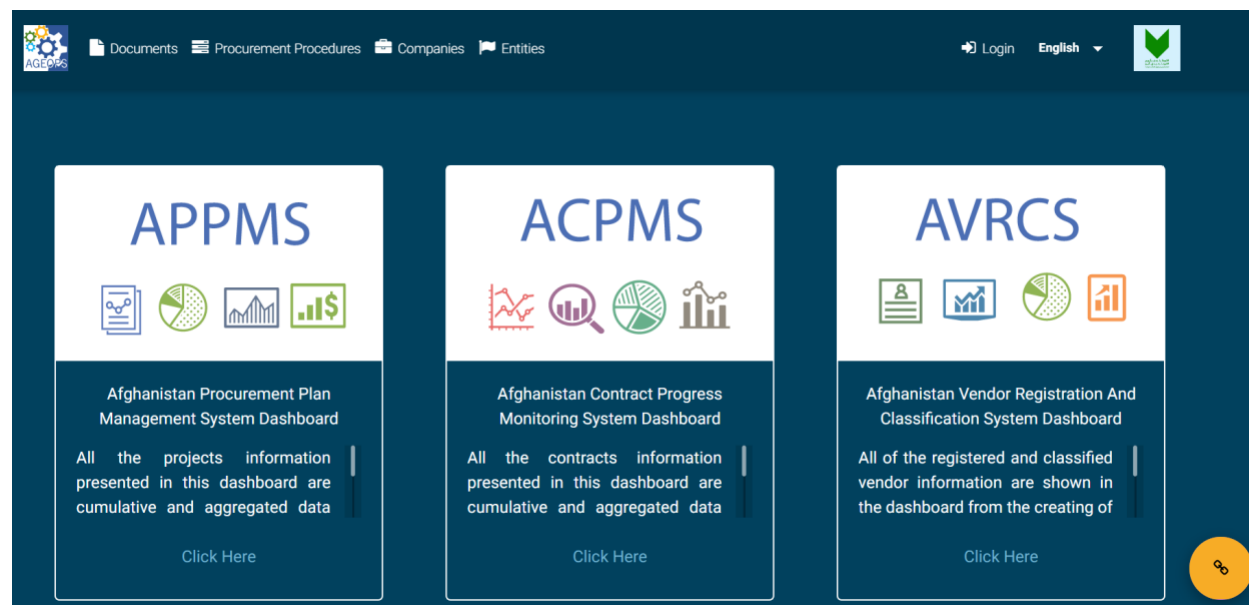 AGEOPS
Documents
Procurement Procedures
Companies
Entities
Login
English
APPMS
Afghanistan Procurement Plan
Management System Dashboard
All the projects information
presented in this dashboard are
cumulative and aggregated data
Click Here
ACPMS
Afghanistan Contract Progress
Monitoring System Dashboard
All the contracts information
presented in this dashboard are
cumulative and aggregated data
Click Here
AVRCS
Afghanistan Vendor Registration And
Classification System Dashboard
All of the registered and classified
vendor information are shown in
the dashboard from the creating of
Click Here